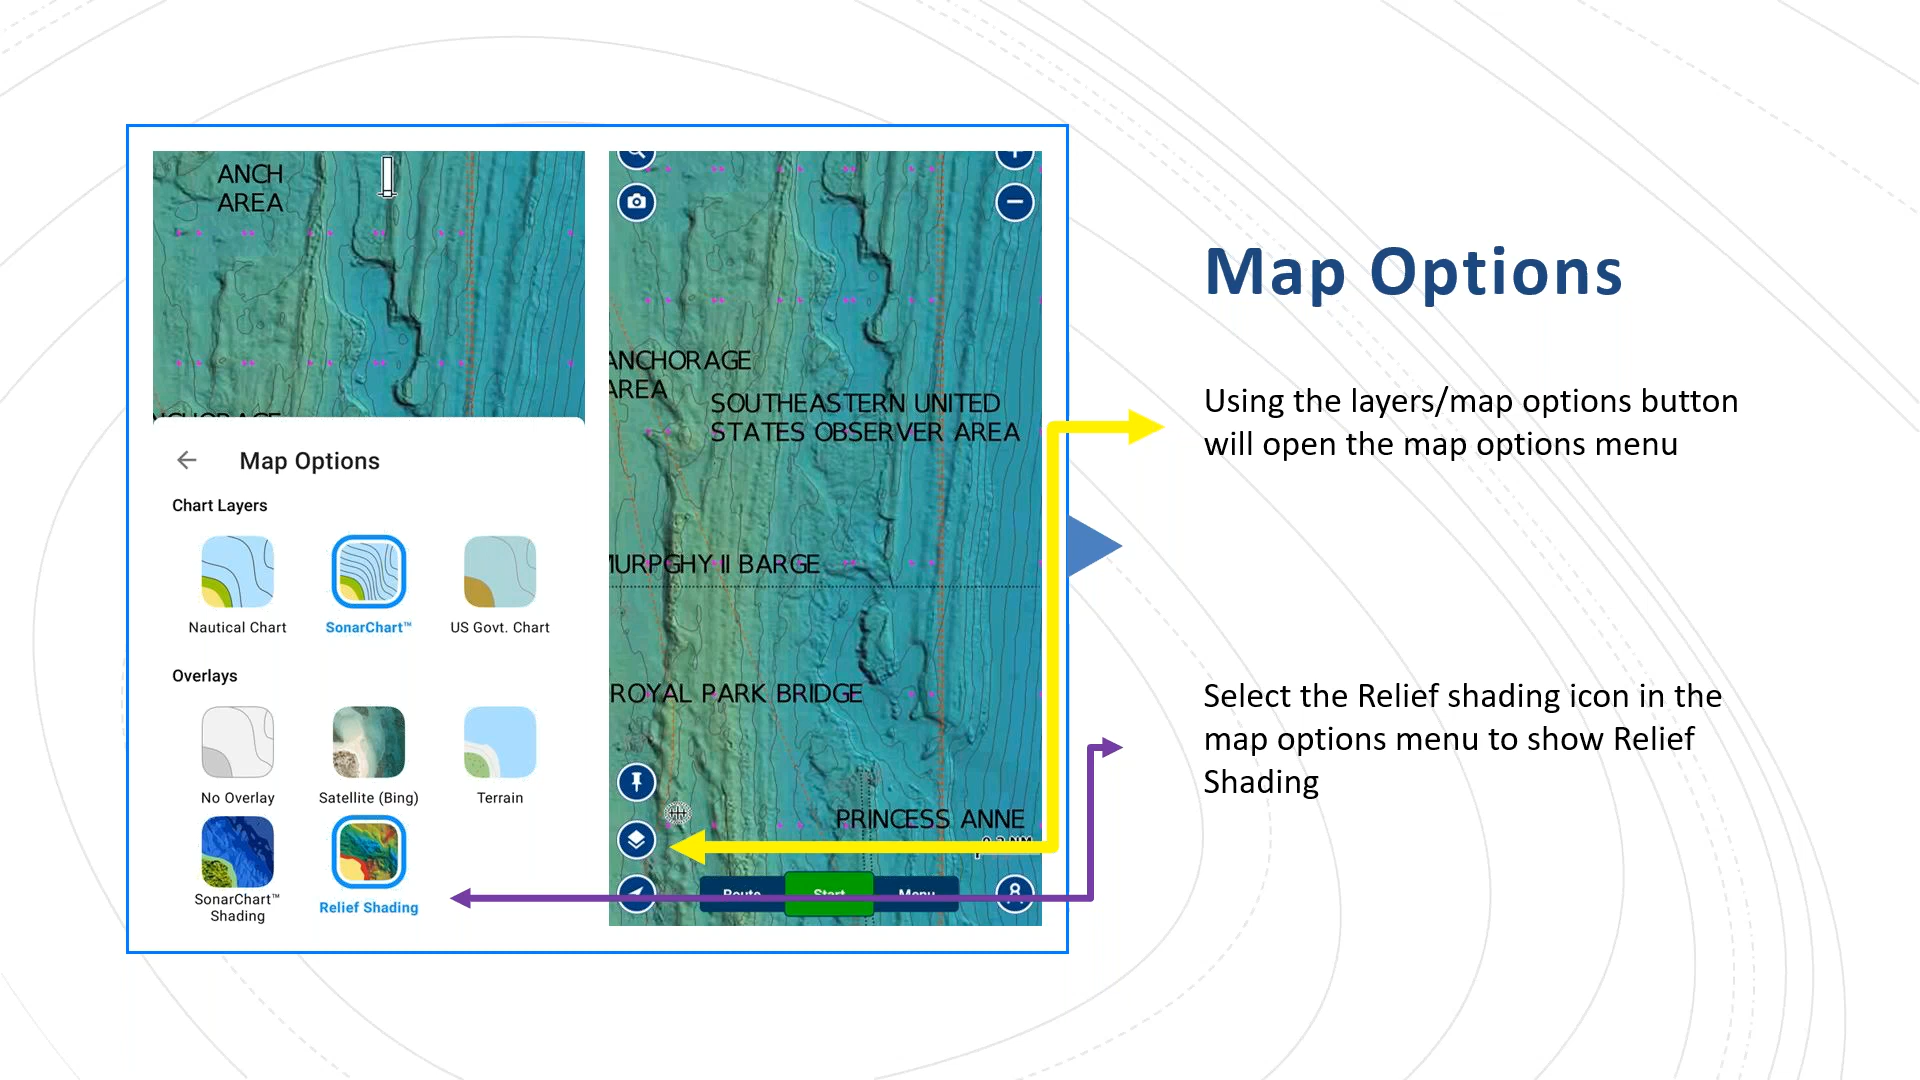 ANCH
AREA
Map Options
Chart Layers
Nautical Chart
SonarChart™
US Govt. Chart
Overlays
No Overlay
Satellite (Bing)
Terrain
SonarChart™
Shading
Relief Shading
ANCHORAGE
AREA
SOUTHEASTERN UNITED
STATES OBSERVER AREA
MURPGHY II BARGE
ROYAL PARK BRIDGE
PRINCESS ANNE
Route
Start
Menu
Map Options
Using the layers/map options button
will open the map options menu
Select the Relief shading icon in the
map options menu to show Relief
Shading